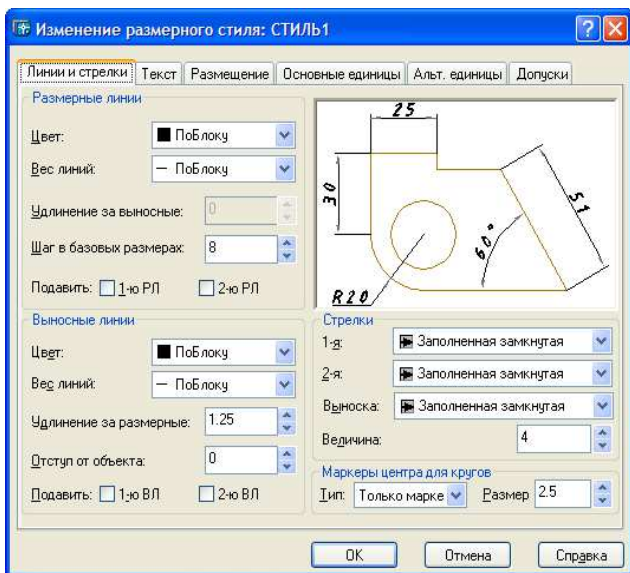 Изменение размерного стиля: СТИЛЬ1
Линии и стрелки Текст Размещение Основные единицы Альт. единицы Допуски
Размерные линии
Цвет: ПоБлоку
Вес линий: ПоБлоку
Удлинение за выносные: 0
Шаг в базовых размерах: 8
Подавить: 1-ю РЛ 2-ю РЛ
25
30
51
60°
R20
Выносные линии
Цвет: ПоБлоку
Вес линий: ПоБлоку
Удлинение за размерные: 1.25
Отступ от объекта: 0
Подавить: 1-ю ВЛ 2-ю ВЛ
Стрелки
1-я: Заполненная замкнутая
2-я: Заполненная замкнутая
Выноска: Заполненная замкнутая
Величина: 4
Маркеры центра для кругов
Тип: Только марке Размер 2.5
OK Отмена Справка